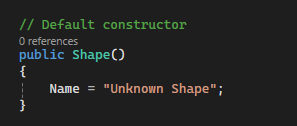 // Default constructor
0 references
public Shape()
{
    Name = "Unknown Shape";
}